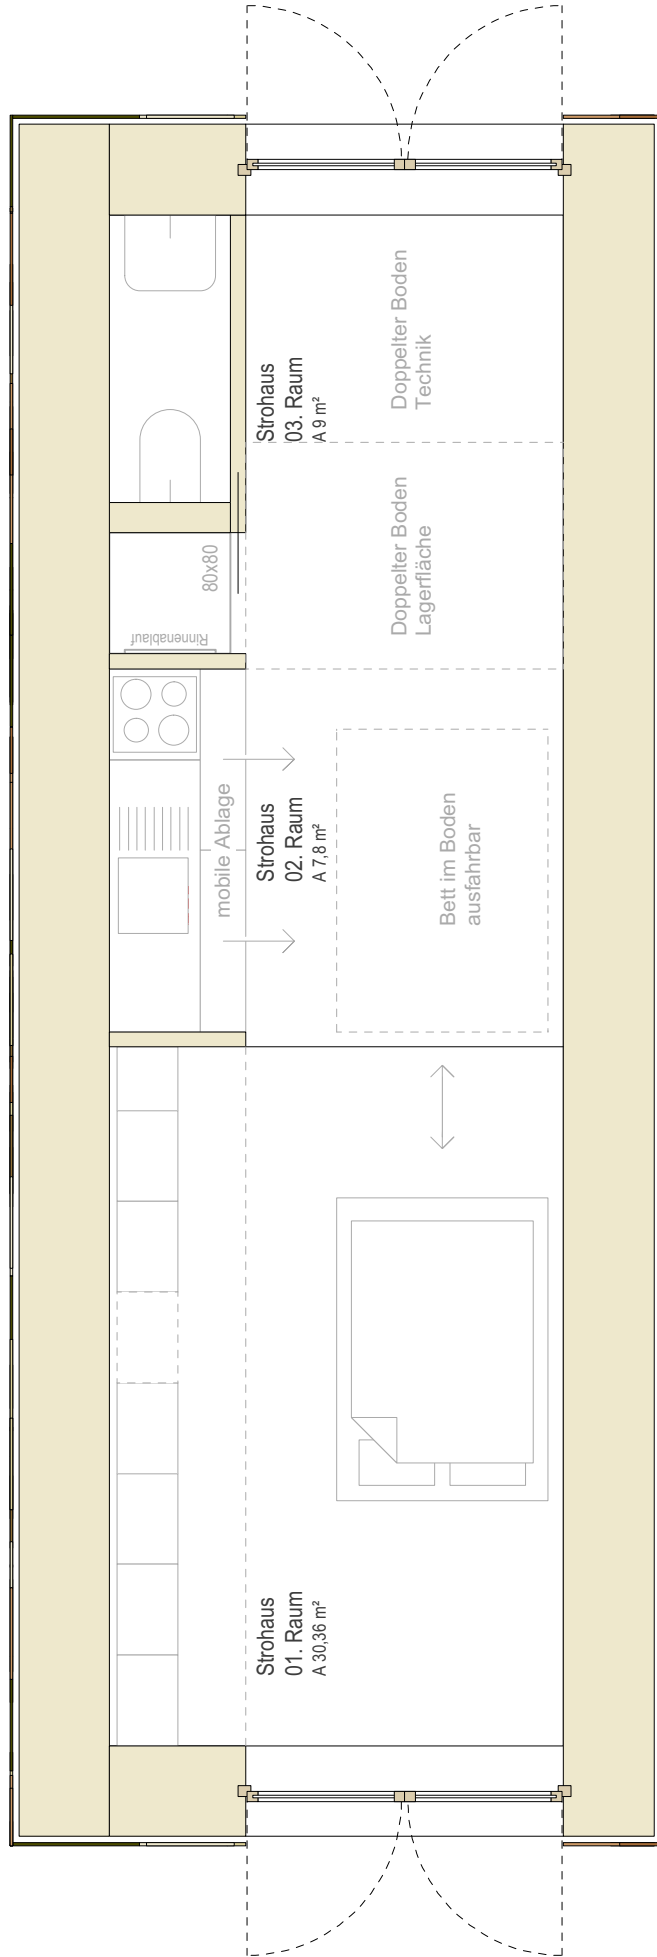 Strohaus
01. Raum
A 30,36 m²
Strohaus
02. Raum
A 7,8 m²
Strohaus
03. Raum
A 9 m²
mobile Ablage
Rinnenablauf
80x80
Bett im Boden
ausfahrbar
Doppelter Boden
Lagerfläche
Doppelter Boden
Technik